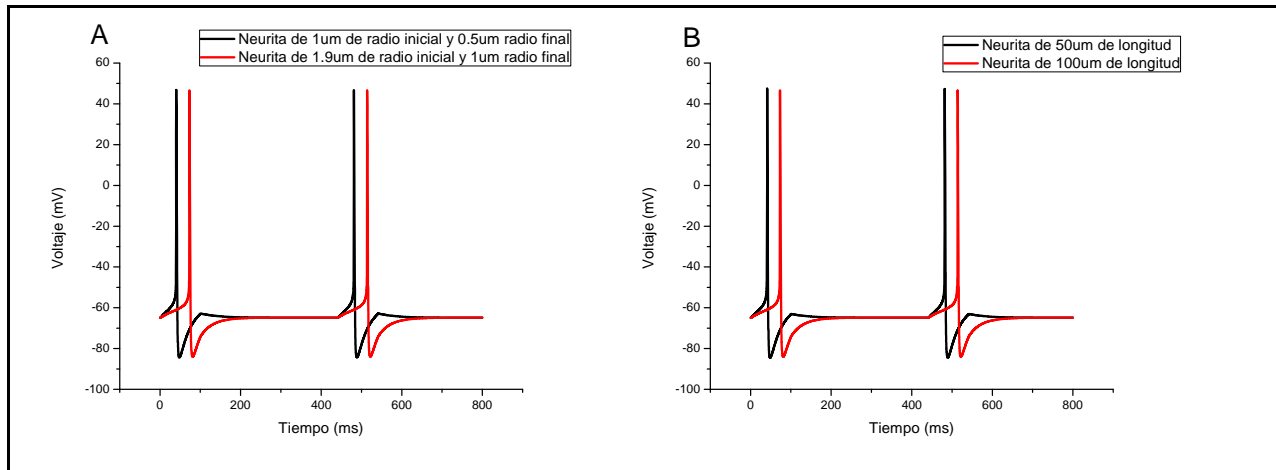 A
Neurita de 1um de radio inicial y 0.5um radio final
Neurita de 1.9um de radio inicial y 1um radio final
60
40
20
0
-20
-40
-60
-80
-100
Voltaje (mV)
0
200
400
600
800
Tiempo (ms)
B
Neurita de 50um de longitud
Neurita de 100um de longitud
60
40
20
0
-20
-40
-60
-80
-100
Voltaje (mV)
0
200
400
600
800
Tiempo (ms)